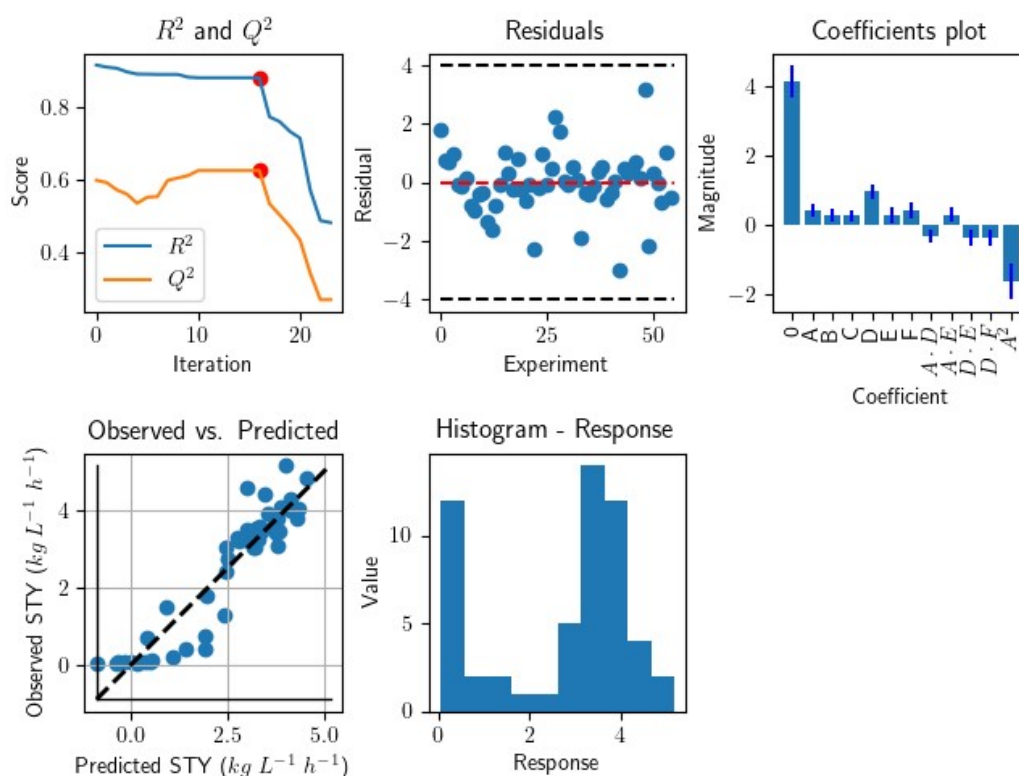 R² and Q²
Score
0.8
0.6
0.4
R²
Q²
0 10 20
Iteration
Residuals
Residual
4
2
0
−2
−4
0 25 50
Experiment
Coefficients plot
Magnitude
4
2
0
−2
0 A B C D E F A · D A · E D · E D · F A²
Coefficient
Observed vs. Predicted
Observed STY (kg L⁻¹ h⁻¹)
4
2
0
0.0 2.5 5.0
Predicted STY (kg L⁻¹ h⁻¹)
Histogram - Response
Value
10
5
0
0 2 4
Response